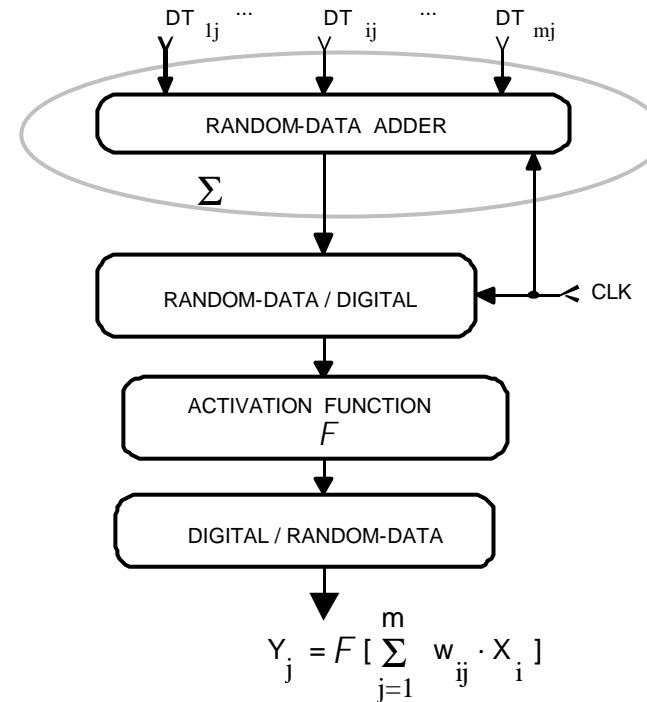 DT 1j ... DT ij ... DT mj
RANDOM-DATA ADDER
Σ
RANDOM-DATA / DIGITAL
CLK
ACTIVATION FUNCTION
F
DIGITAL / RANDOM-DATA
Y j = F [ m Σ j=1 w ij · X i ]